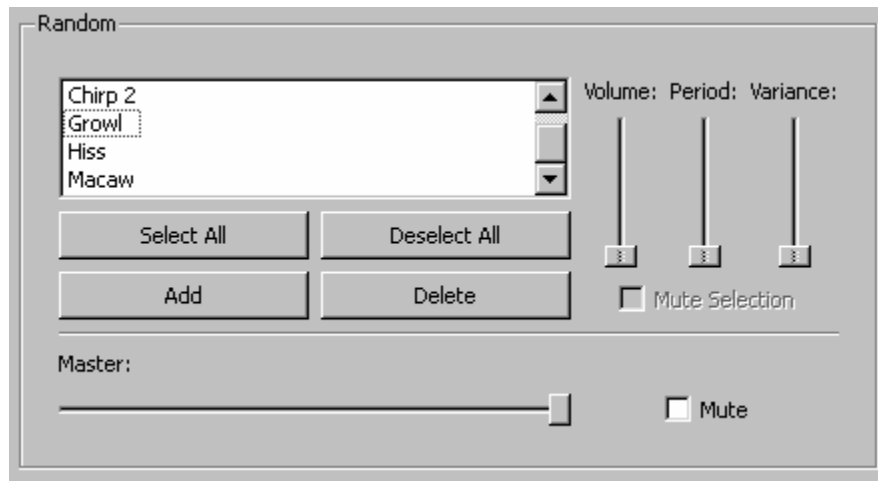 Random
Chirp 2
Growl
Hiss
Macaw
Volume: Period: Variance:
Select All
Deselect All
Add
Delete
Mute Selection
Master:
Mute